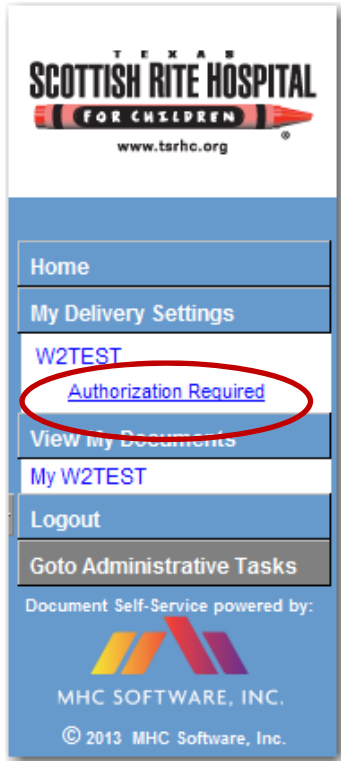 TEXAS
SCOTTISH RITE HOSPITAL
FOR CHILDREN
®
www.tsrhc.org
Home
My Delivery Settings
W2TEST
Authorization Required
View My Documents
My W2TEST
Logout
Goto Administrative Tasks
Document Self-Service powered by:
MHC SOFTWARE, INC.
© 2013 MHC Software, Inc.